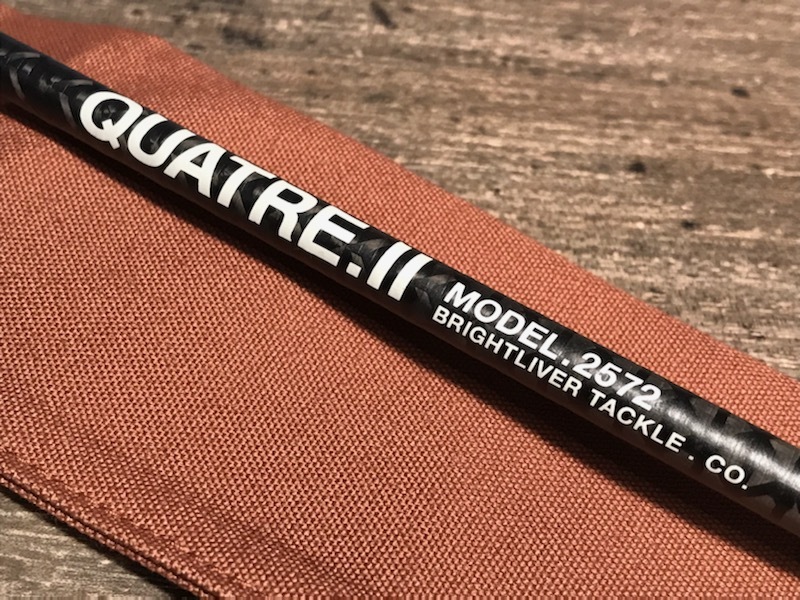 QUATRE.II
MODEL.2572
BRIGHTLIVER TACKLE. CO.